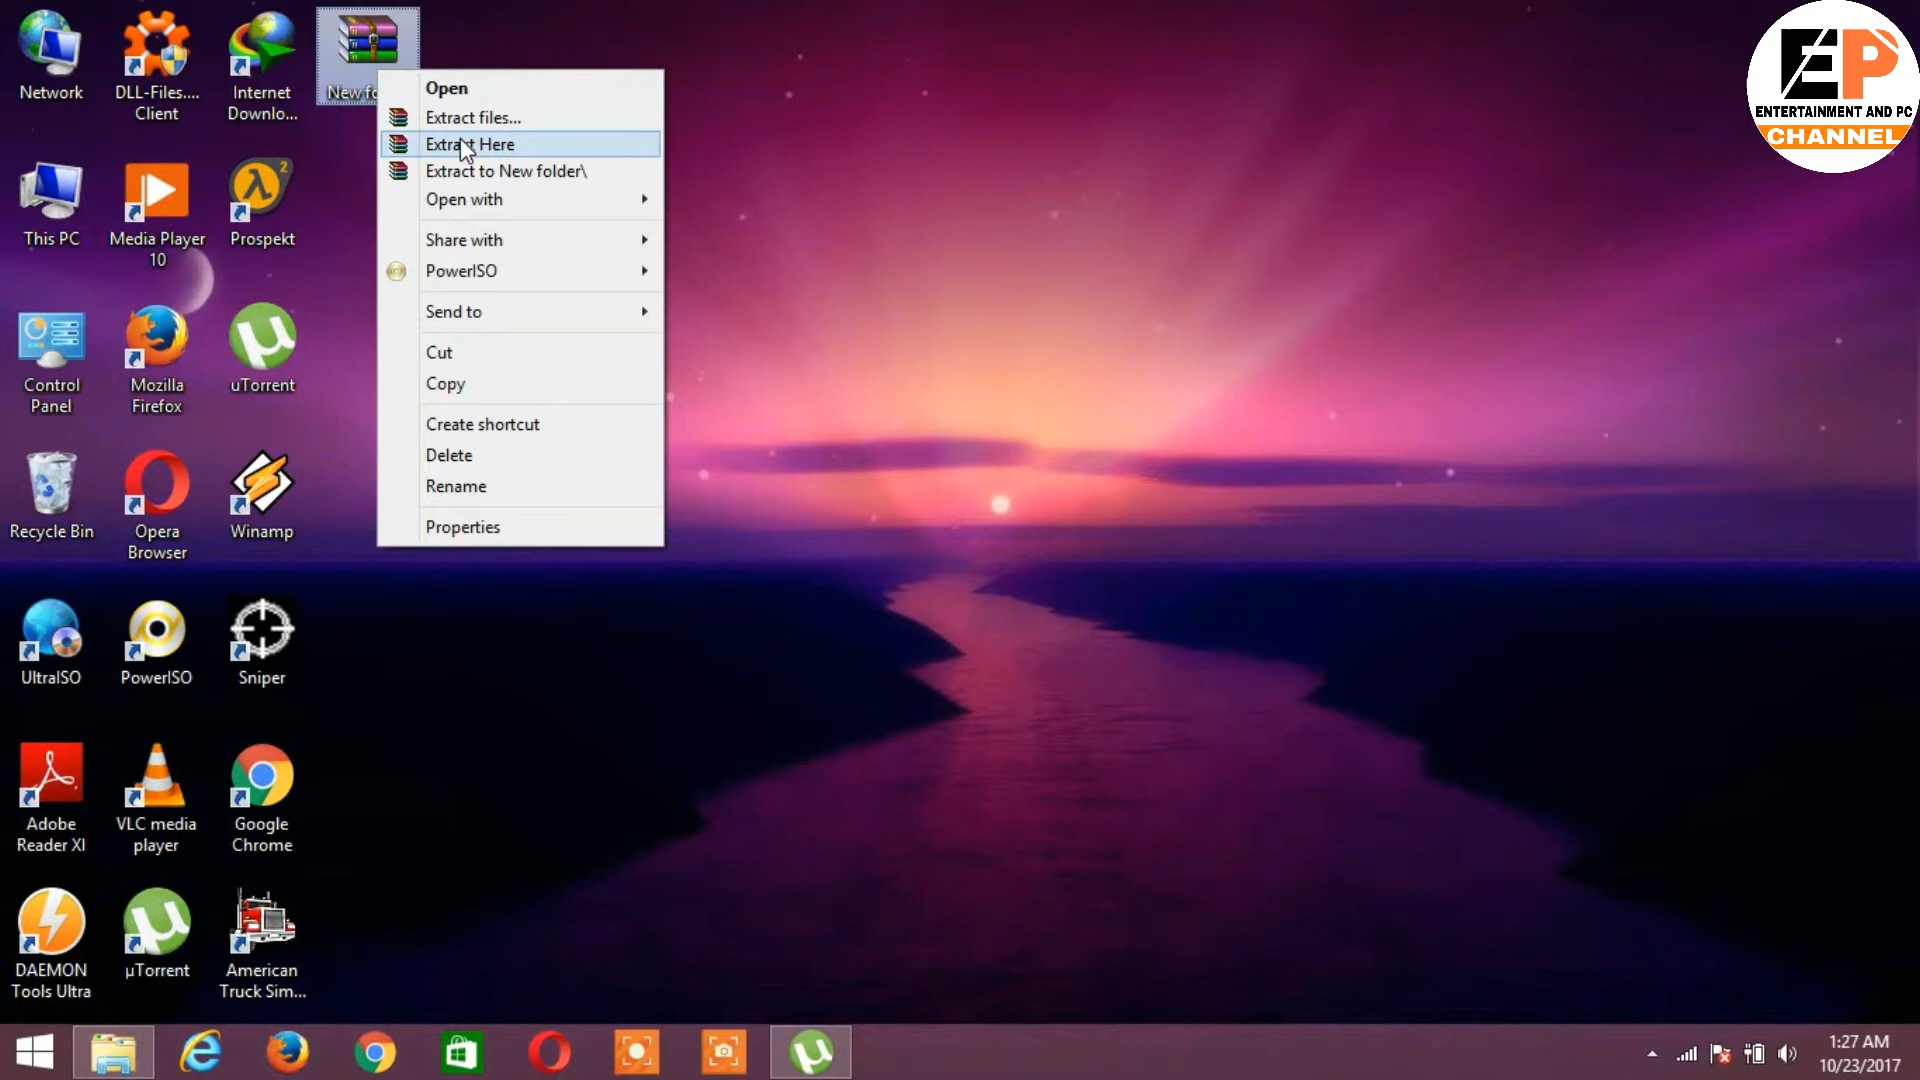 Network
DLL-Files....
Client
Internet
Downlo...
New fo
This PC
Media Player
10
Prospekt
Control
Panel
Mozilla
Firefox
uTorrent
Recycle Bin
Opera
Browser
Winamp
UltraISO
PowerISO
Sniper
Adobe
Reader XI
VLC media
player
Google
Chrome
DAEMON
Tools Ultra
µTorrent
American
Truck Sim...
Open
Extract files...
Extract Here
Extract to New folder\
Open with
Share with
PowerISO
Send to
Cut
Copy
Create shortcut
Delete
Rename
Properties
EP
ENTERTAINMENT AND PC
CHANNEL
1:27 AM
10/23/2017